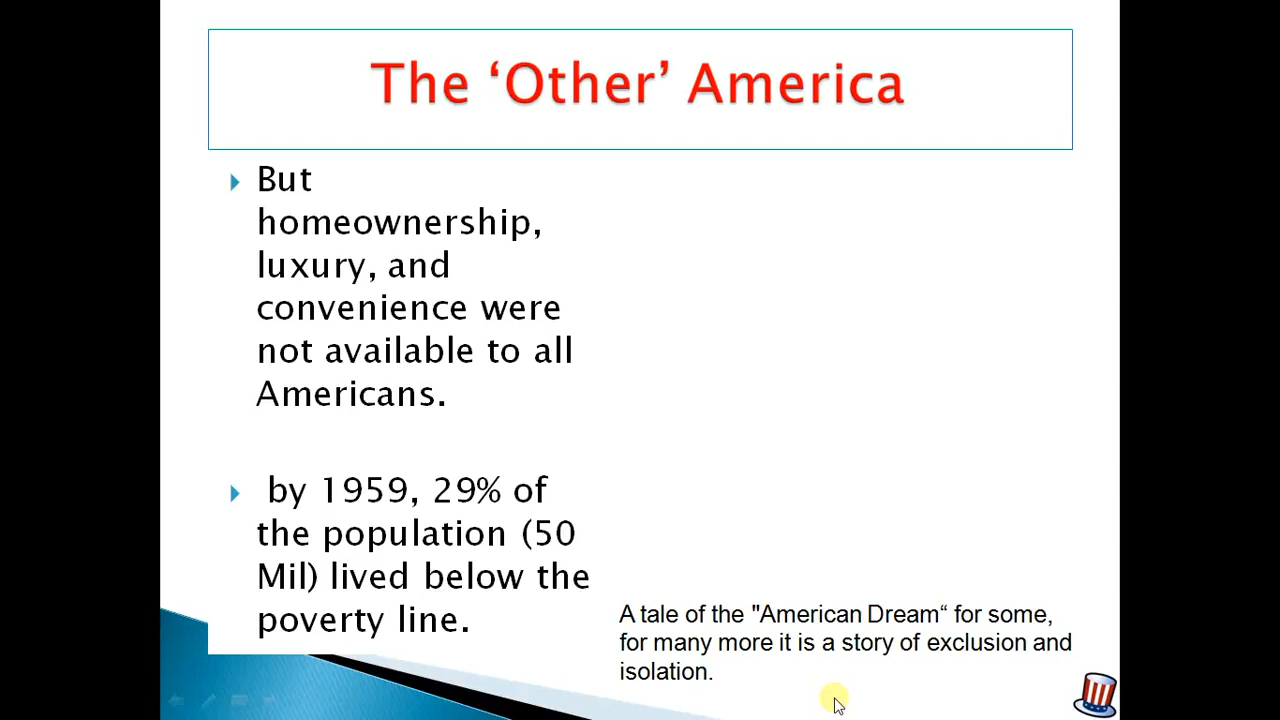 The ‘Other’ America
But
homeownership,
luxury, and
convenience were
not available to all
Americans.
by 1959, 29% of
the population (50
Mil) lived below the
poverty line.
A tale of the "American Dream“ for some,
for many more it is a story of exclusion and
isolation.